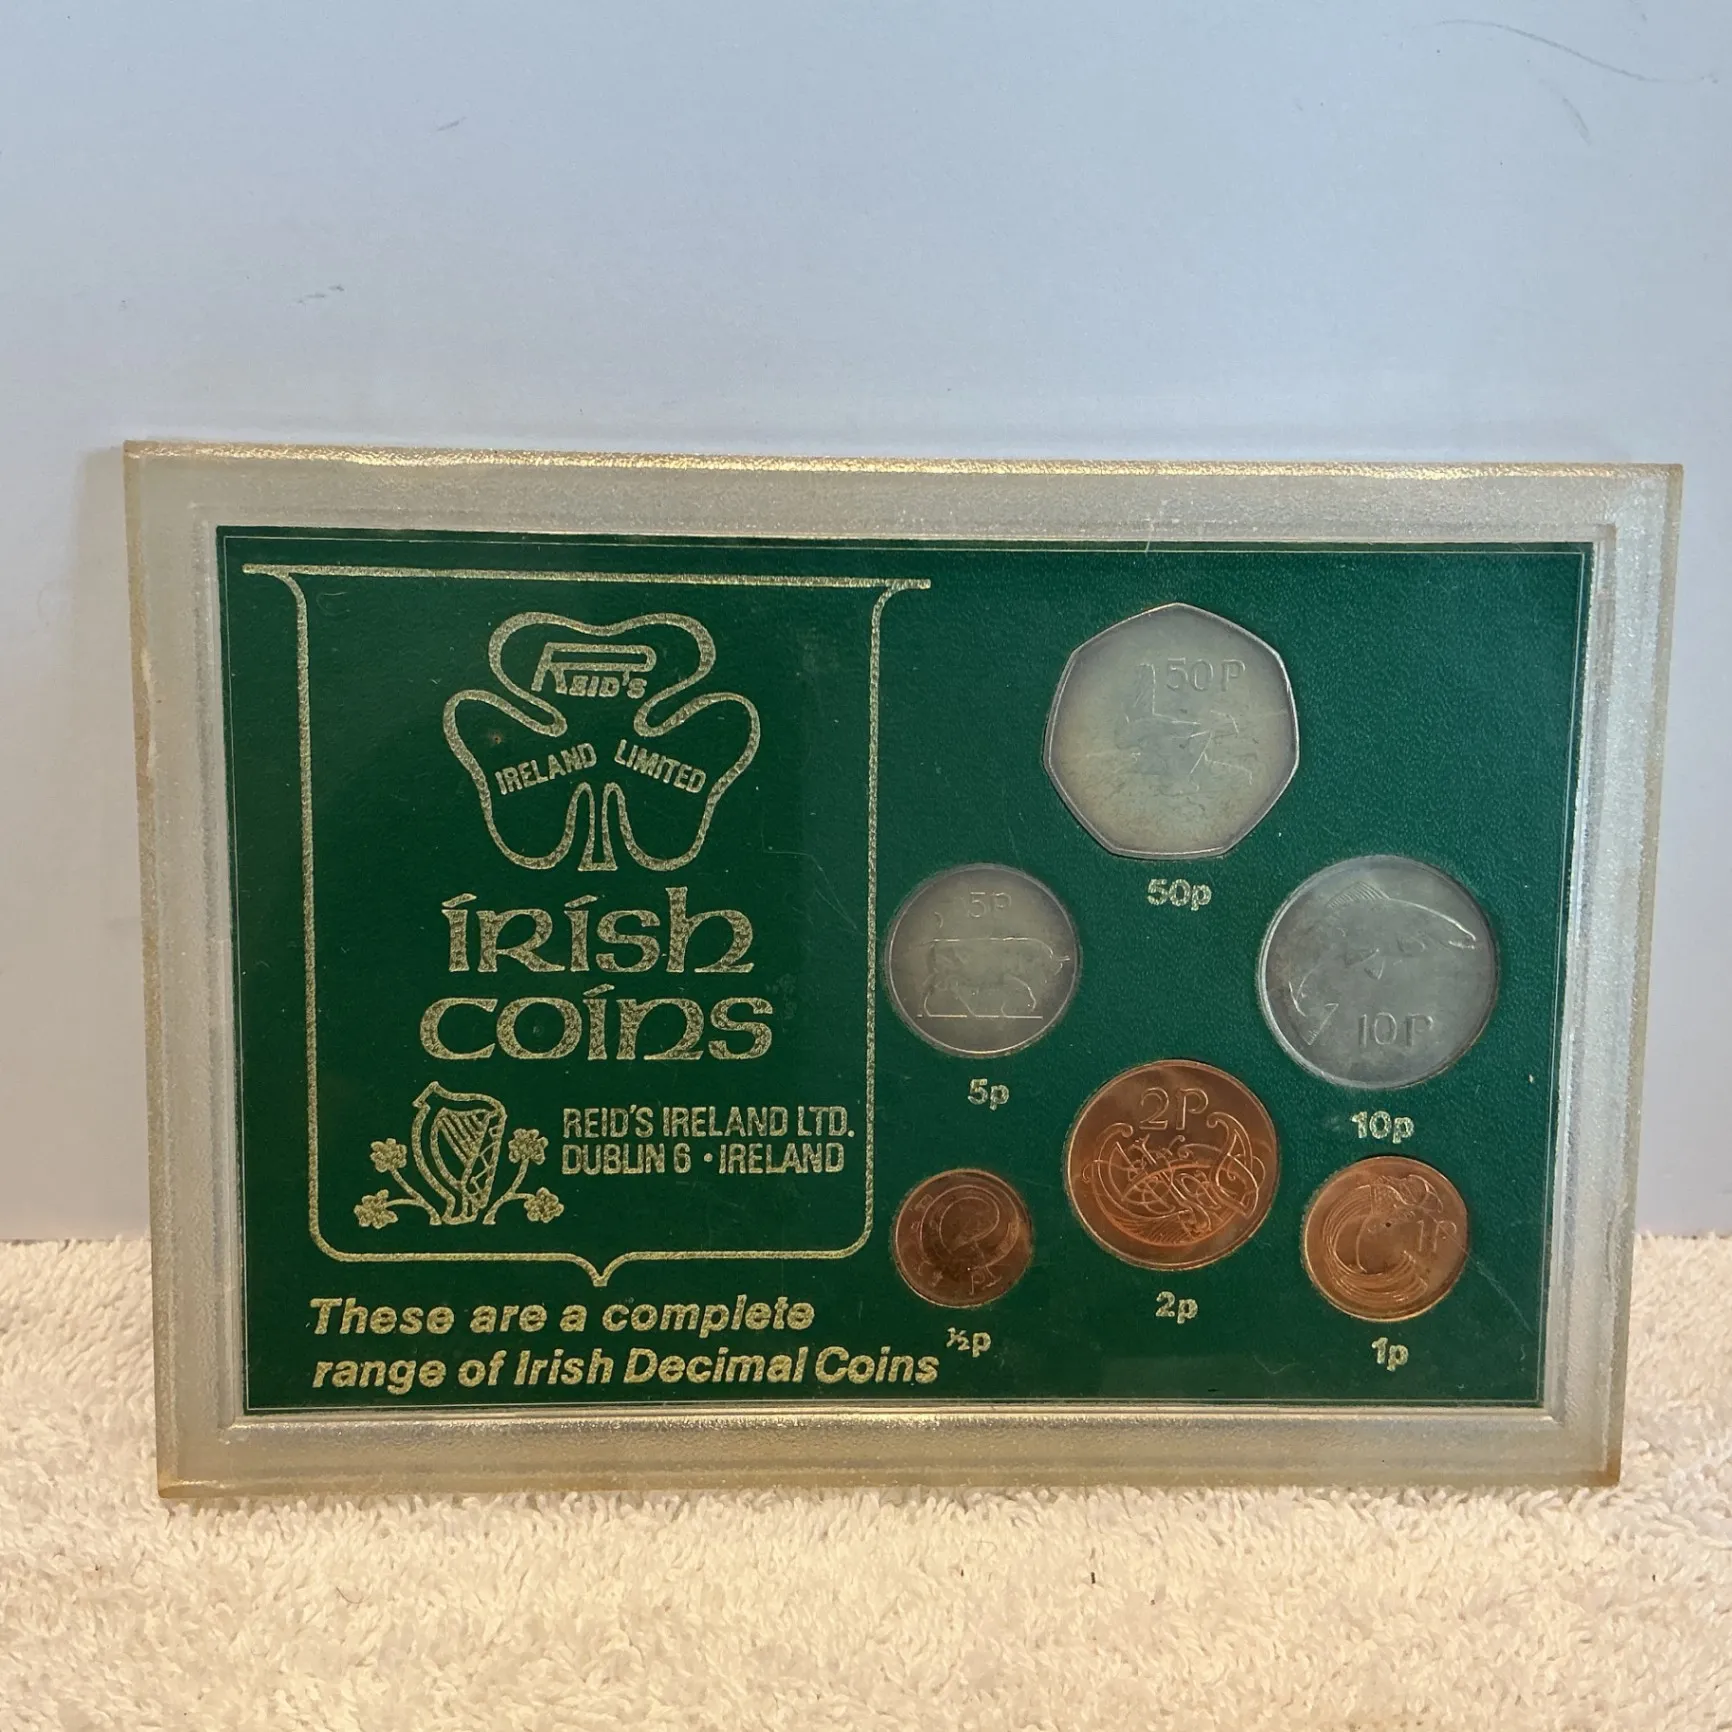 REID'S
IRELAND LIMITED
IRISH
COINS
REID'S IRELAND LTD.
DUBLIN 6 • IRELAND
These are a complete
range of Irish Decimal Coins
50P
50p
5P
5p
10P
10p
2P
2p
½p
1P
1p